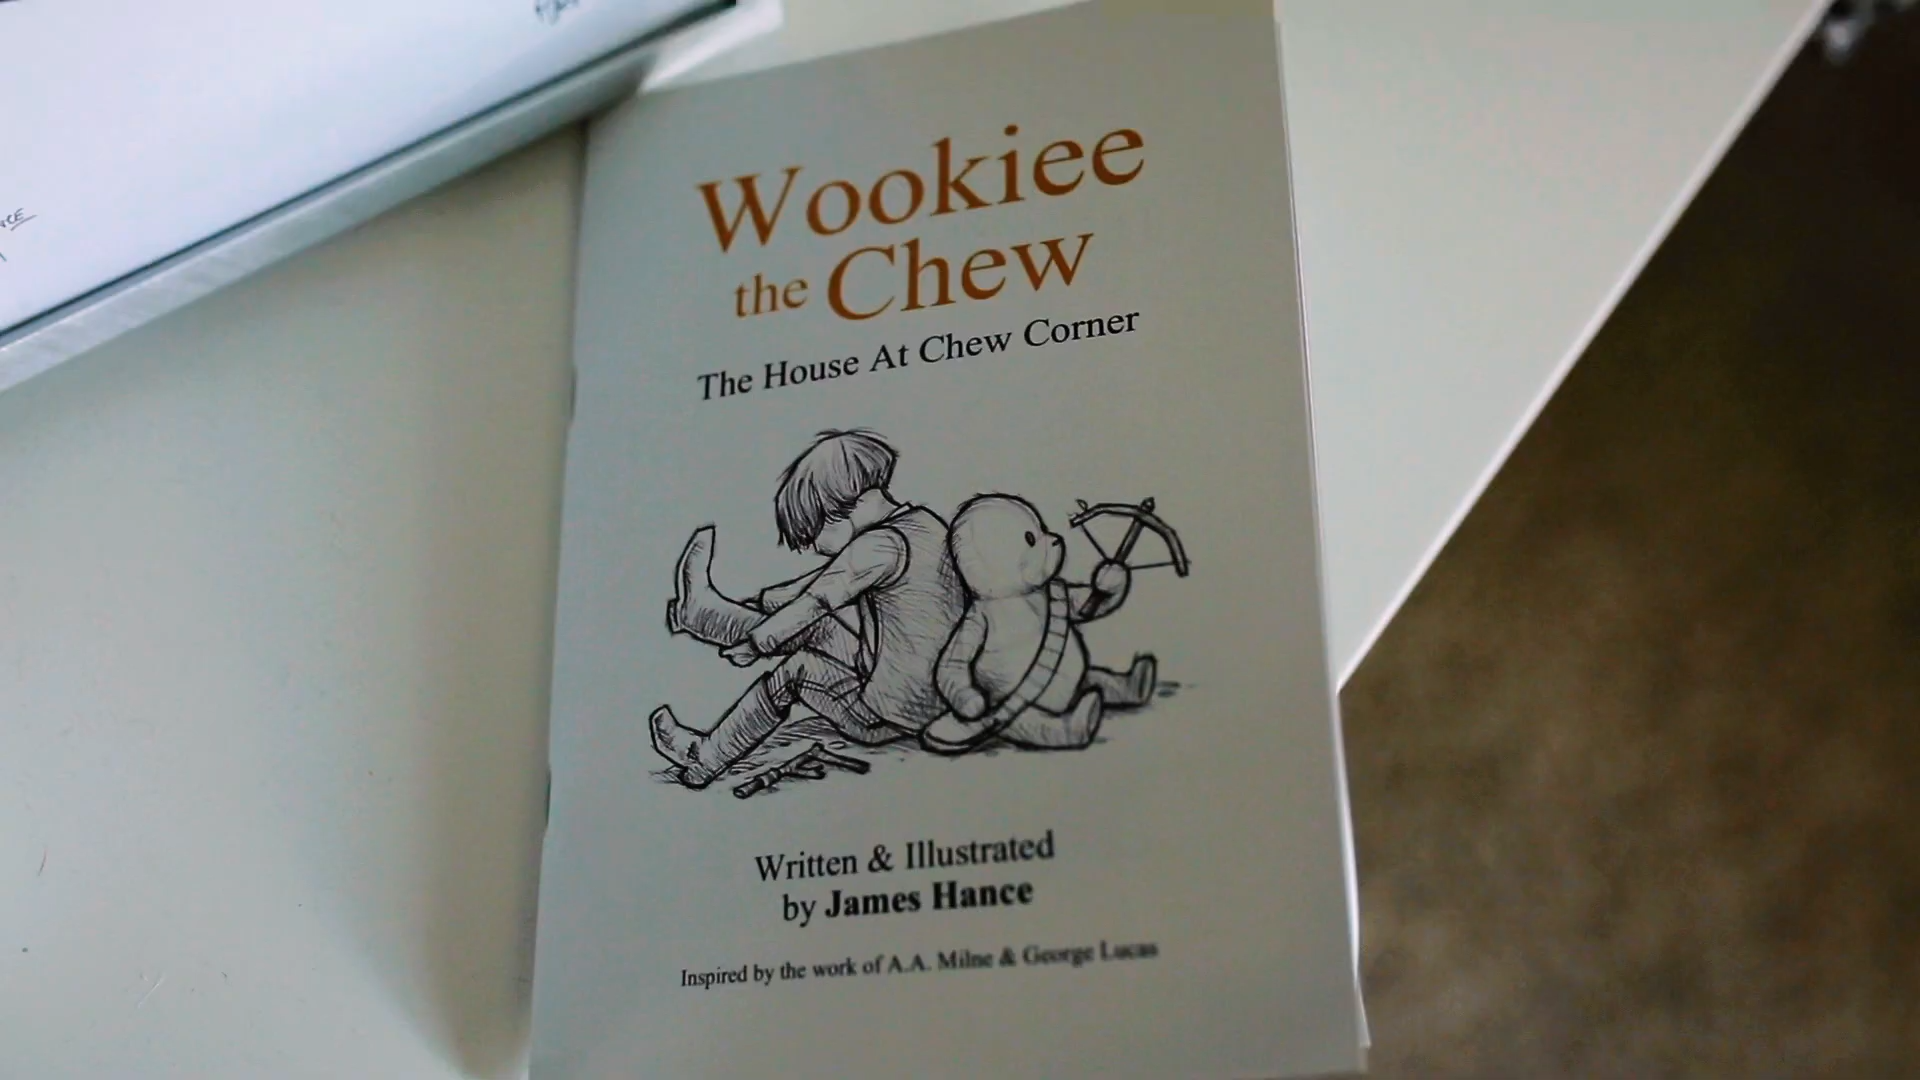 Wookiee
the Chew
The House At Chew Corner
Written & Illustrated
by James Hance
Inspired by the work of A.A. Milne & George Lucas